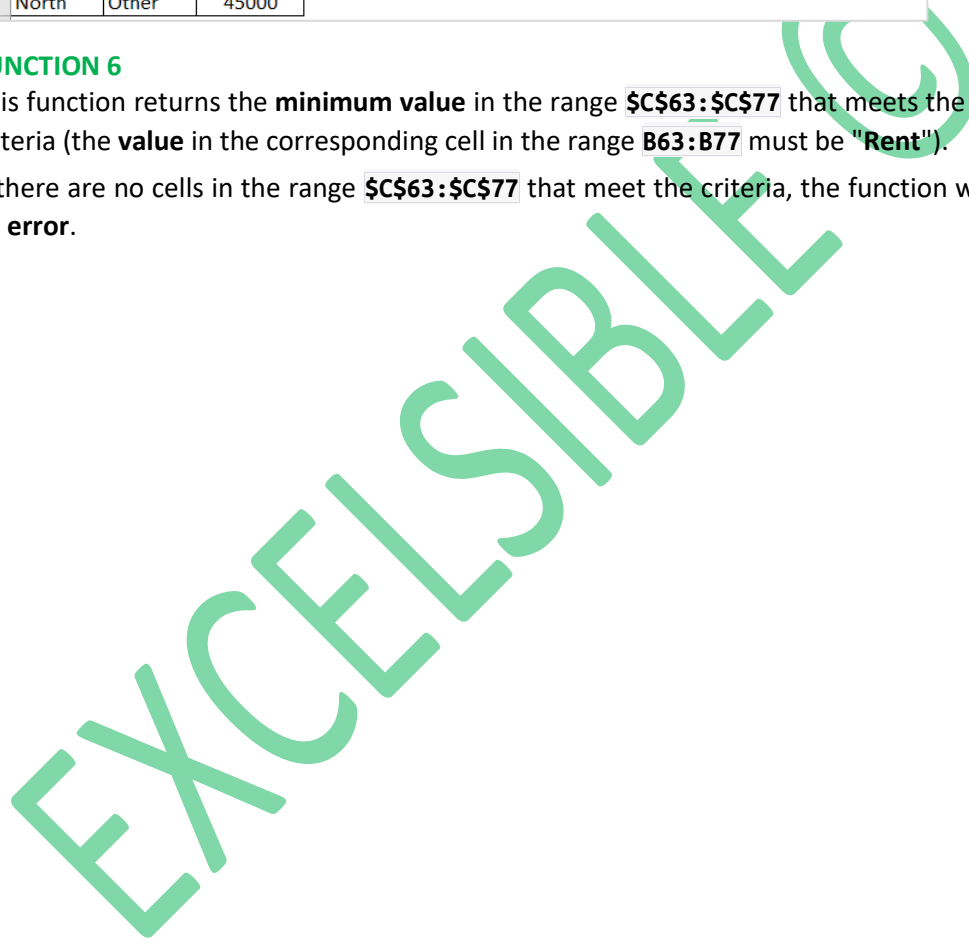 North Other 45000
UNCTION 6
is function returns the minimum value in the range $C$63:$C$77 that meets the
teria (the value in the corresponding cell in the range B63:B77 must be "Rent").
there are no cells in the range $C$63:$C$77 that meet the criteria, the function w
error.
EXCELSIBLE ©